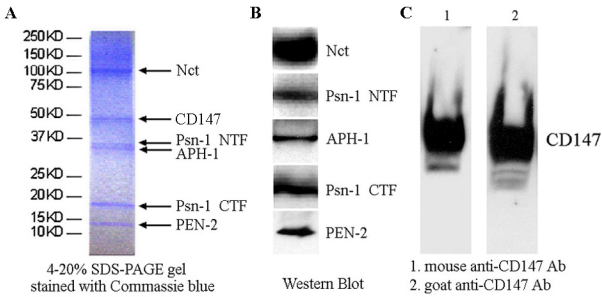 A
250KD
150KD
100KD
75KD
50KD
37KD
25KD
20KD
15KD
10KD
Nct
CD147
Psn-1 NTF
APH-1
Psn-1 CTF
PEN-2
4-20% SDS-PAGE gel
stained with Commassie blue
B
Nct
Psn-1 NTF
APH-1
Psn-1 CTF
PEN-2
Western Blot
C
1 2
CD147
1. mouse anti-CD147 Ab
2. goat anti-CD147 Ab